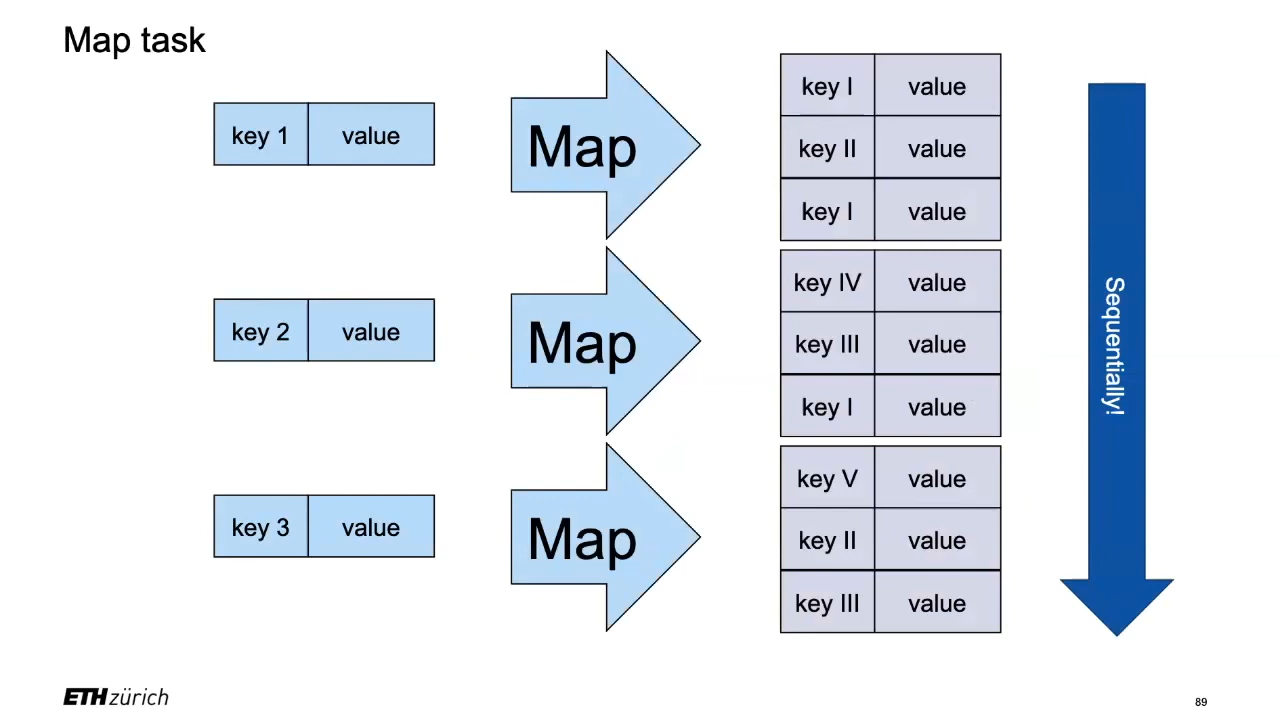 Map task
key 1 value
Map
key I value
key II value
key I value
key 2 value
Map
key IV value
key III value
key I value
key 3 value
Map
key V value
key II value
key III value
Sequentially!
ETH zürich
89